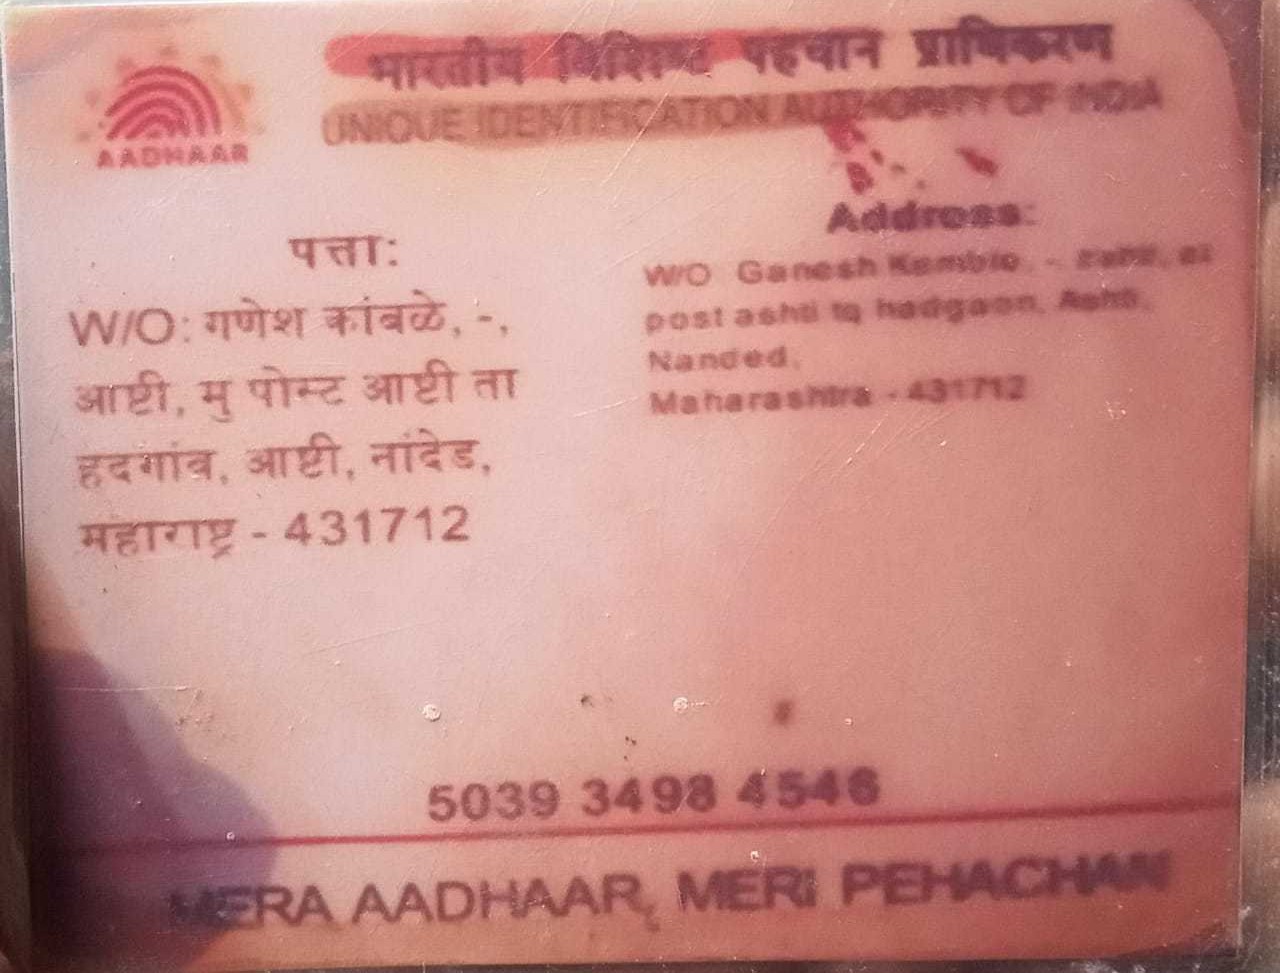 भारतीय विशिष्ट पहचान प्राधिकरण
UNIQUE IDENTIFICATION AUTHORITY OF INDIA
AADHAAR
पत्ता:
W/O: गणेश कांबळे, -,
आष्टी, मु पोस्ट आष्टी ता
हदगांव, आष्टी, नांदेड,
महाराष्ट्र - 431712
Address:
W/O Ganesh Kamble, -
post ashti tq hadgaon, Ashti,
Nanded,
Maharashtra - 431712
5039 3498 4546
MERA AADHAAR, MERI PEHACHAN